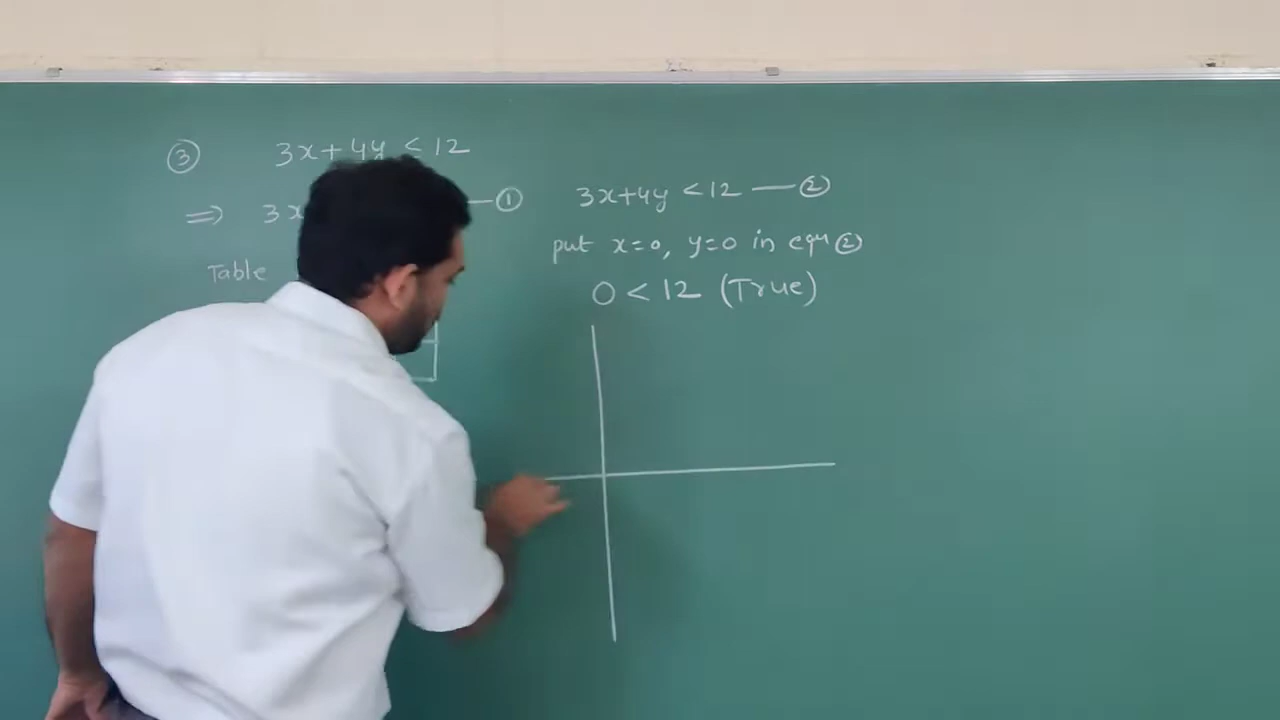 ③ 3x+4y < 12
⇒ 3x —①
Table
3x+4y < 12 —②
put x=0, y=0 in equ ②
0 < 12 (True)